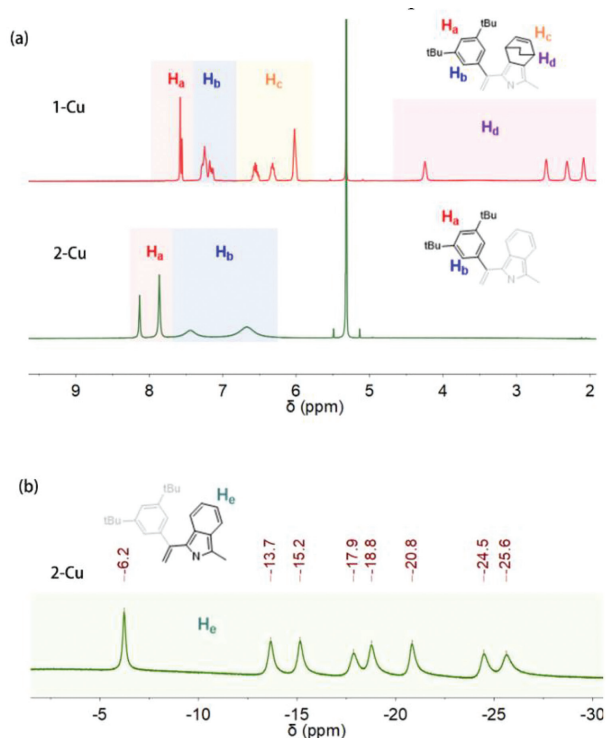 (a)
Ha
tBu
tBu
Hb
N
Hc
Hd
1-Cu
Ha
Hb
Hc
Hd
Ha
tBu
tBu
Hb
N
2-Cu
Ha
Hb
9 8 7 6 5 4 3 2
δ (ppm)
(b)
tBu
tBu
N
He
-6.2
-13.7
-15.2
-17.9
-18.8
-20.8
-24.5
-25.6
2-Cu
He
-5 -10 -15 -20 -25 -30
δ (ppm)